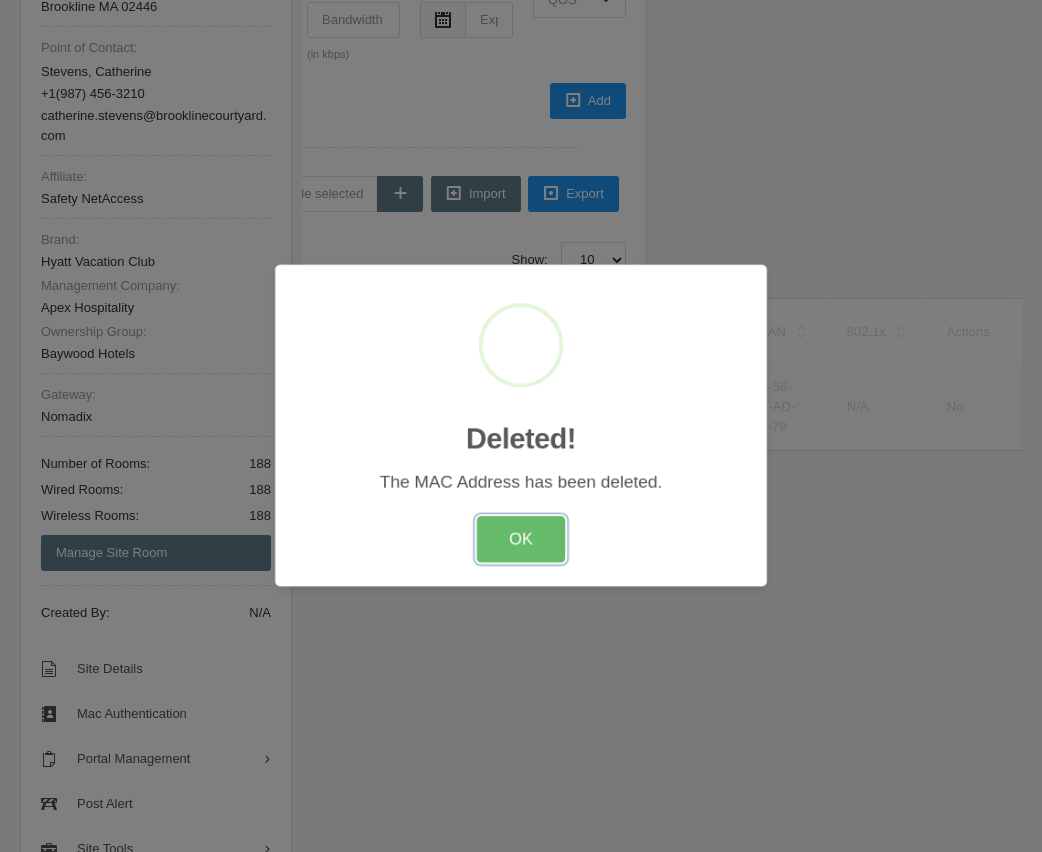 Brookline MA 02446
Point of Contact:
Stevens, Catherine
+1(987) 456-3210
catherine.stevens@brooklinecourtyard.
com
Affiliate:
Safety NetAccess
Brand:
Hyatt Vacation Club
Management Company:
Apex Hospitality
Ownership Group:
Baywood Hotels
Gateway:
Nomadix
Number of Rooms: 188
Wired Rooms: 188
Wireless Rooms: 188
Manage Site Room
Created By: N/A
Site Details
Mac Authentication
Portal Management
Post Alert
Site Tools
Bandwidth
Exp
QOS
(in kbps)
Add
le selected
Import
Export
Show: 10
AN 802.1x Actions
-58-
-AD- N/A No
-79
Deleted!
The MAC Address has been deleted.
OK